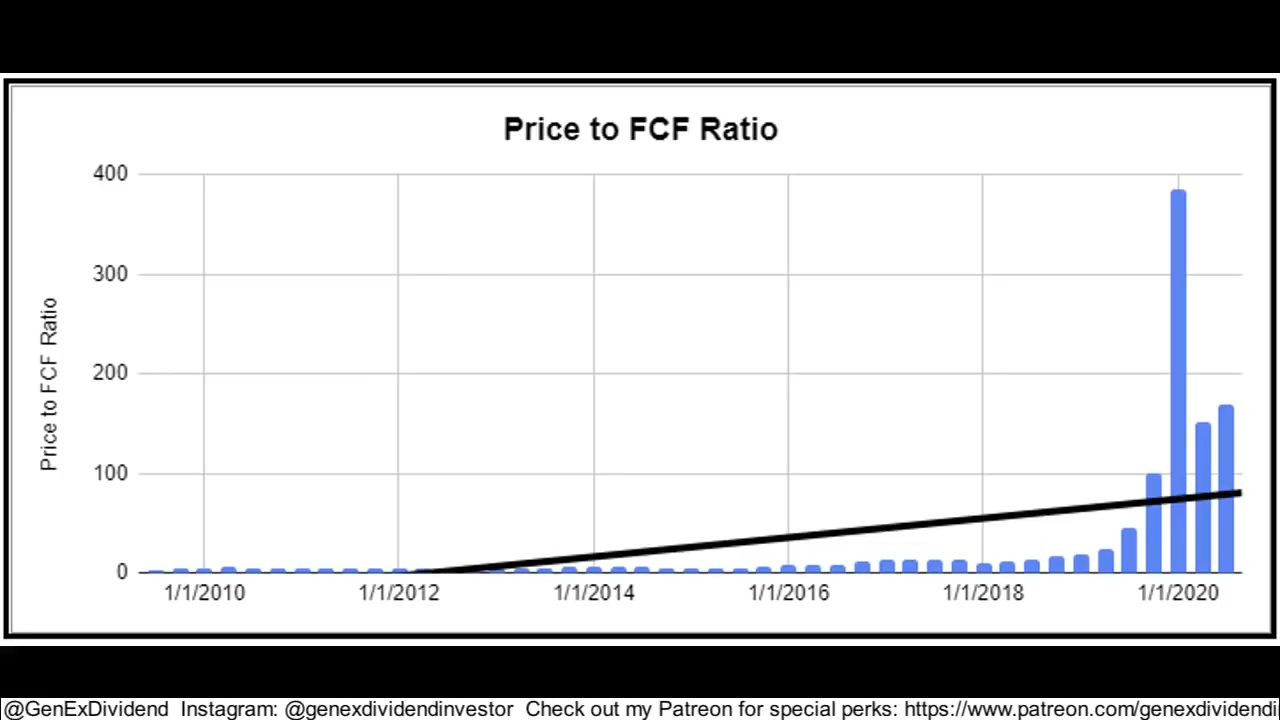 Price to FCF Ratio
400
300
200
100
0
Price to FCF Ratio
1/1/2010 1/1/2012 1/1/2014 1/1/2016 1/1/2018 1/1/2020
@GenExDividend Instagram: @genexdividendinvestor Check out my Patreon for special perks: https://www.patreon.com/genexdividendi